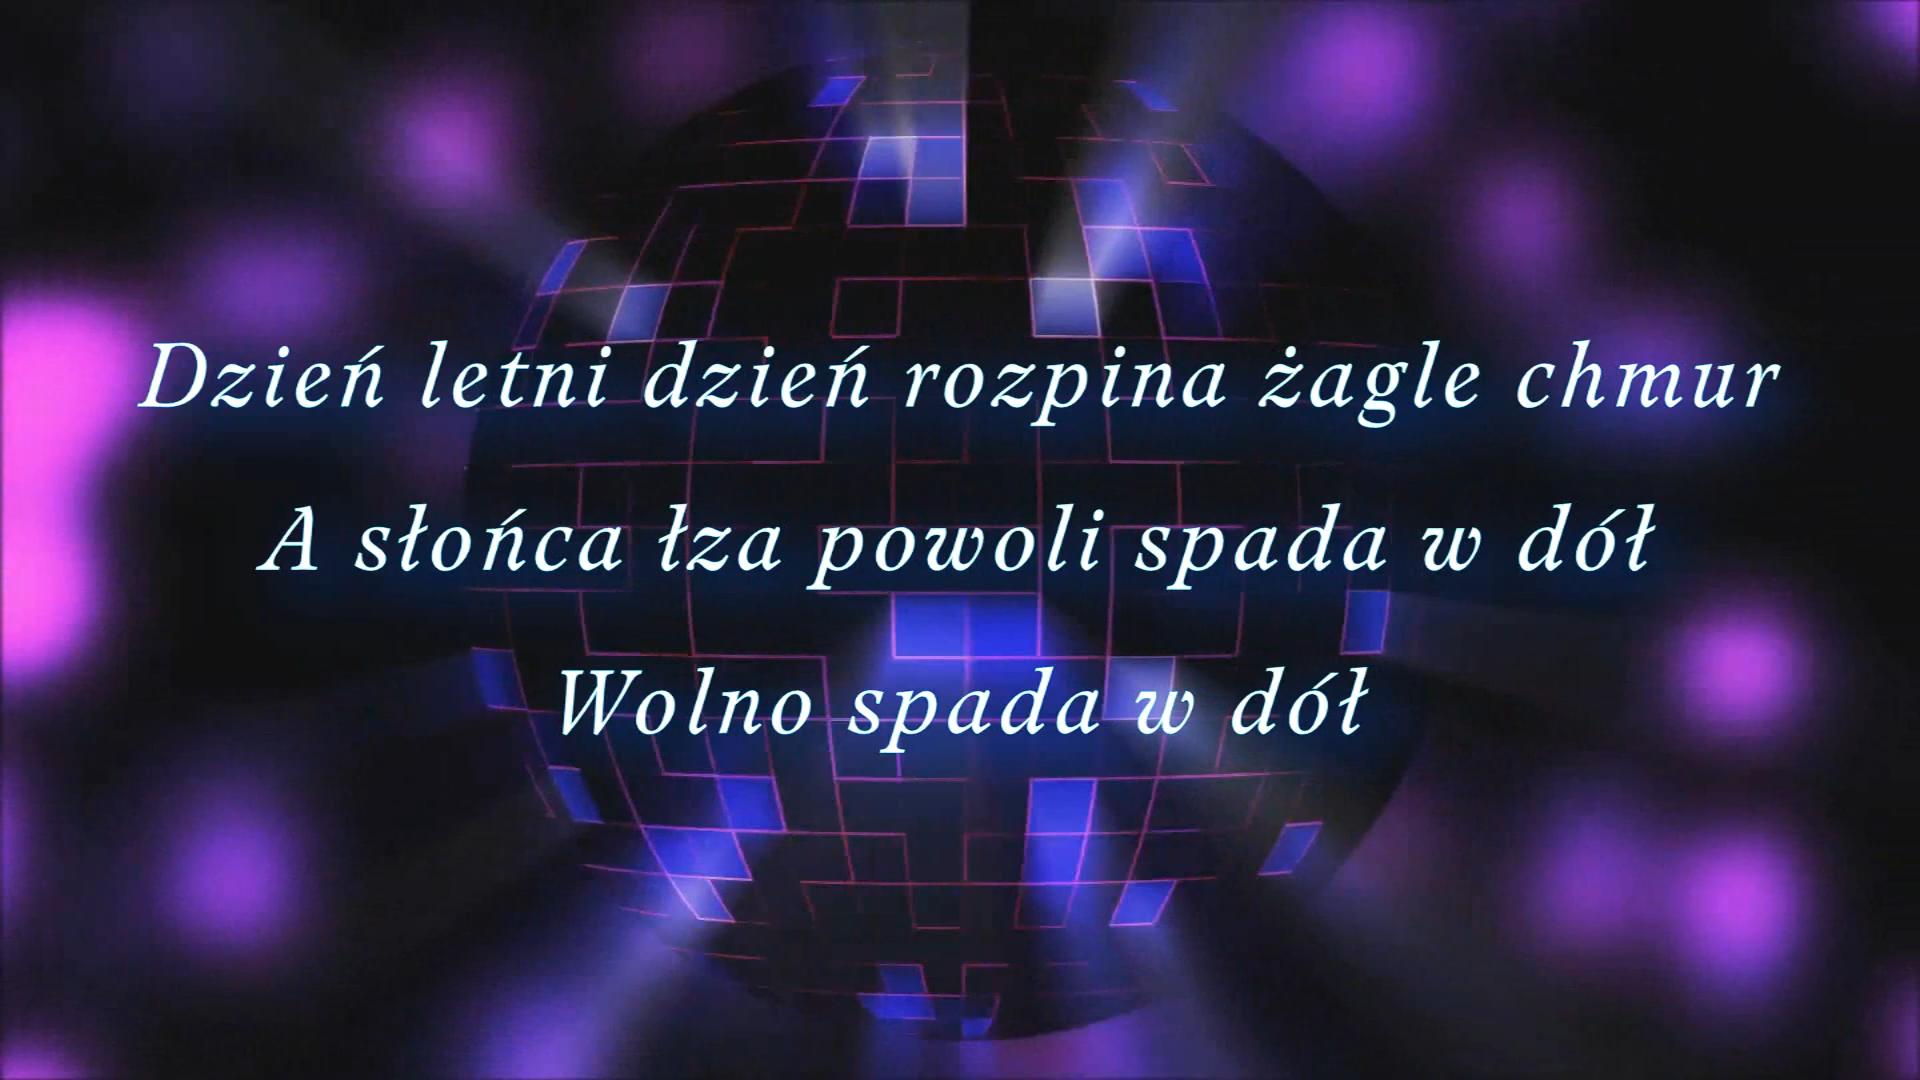 Dzień letni dzień rozpina żagle chmur
A słońca łza powoli spada w dół
Wolno spada w dół